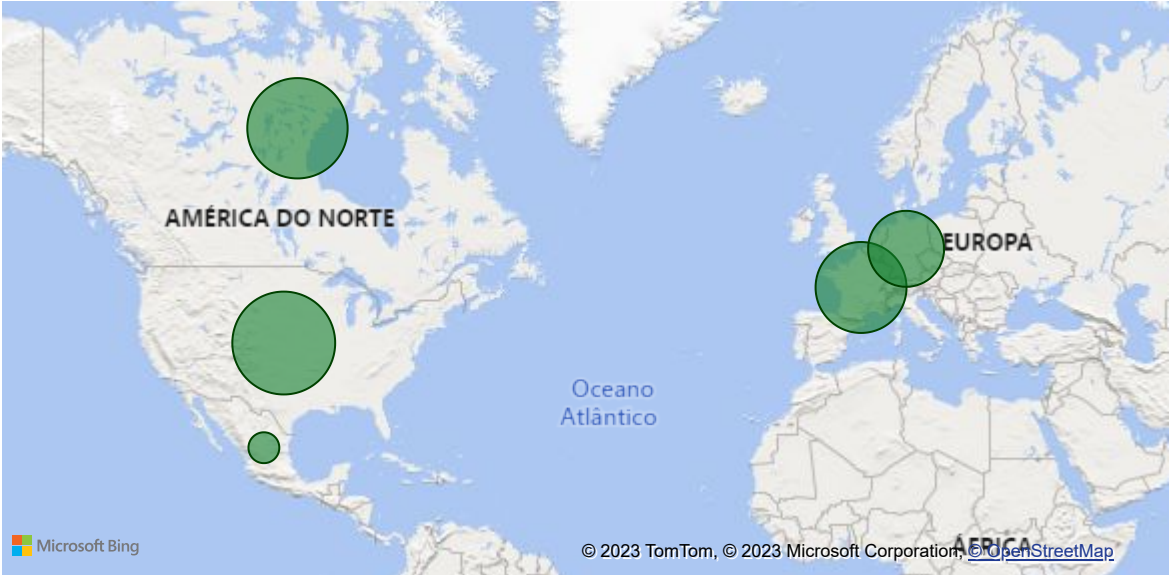 AMÉRICA DO NORTE
EUROPA
Oceano
Atlântico
ÁFRICA
Microsoft Bing
© 2023 TomTom, © 2023 Microsoft Corporation, © OpenStreetMap